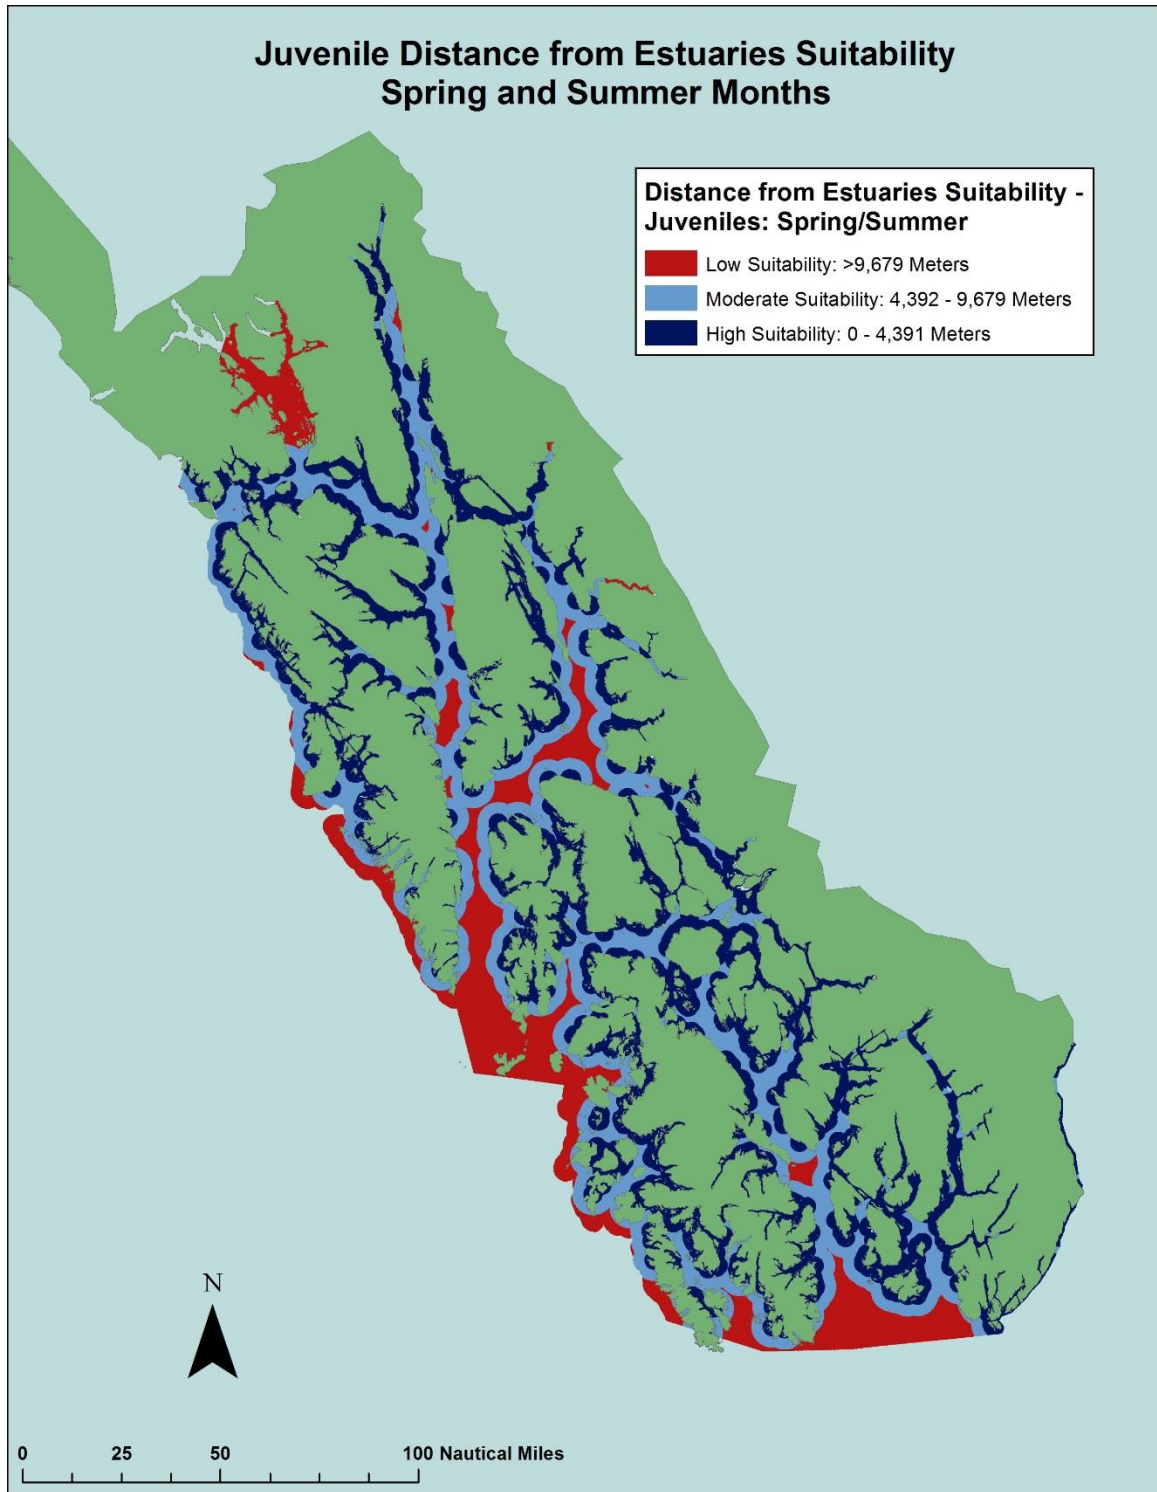 Juvenile Distance from Estuaries Suitability
Spring and Summer Months
Distance from Estuaries Suitability -
Juveniles: Spring/Summer
Low Suitability: >9,679 Meters
Moderate Suitability: 4,392 - 9,679 Meters
High Suitability: 0 - 4,391 Meters
N
0 25 50 100 Nautical Miles